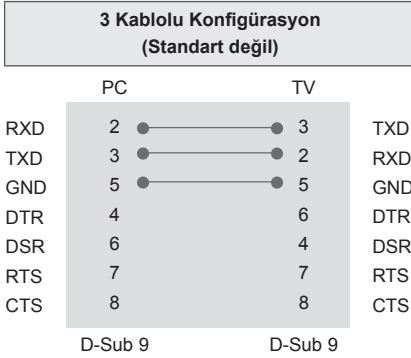 3 Kablolu Konfigürasyon
(Standart değil)
PC TV
RXD 2 3 TXD
TXD 3 2 RXD
GND 5 5 GND
DTR 4 6 DTR
DSR 6 4 DSR
RTS 7 7 RTS
CTS 8 8 CTS
D-Sub 9 D-Sub 9